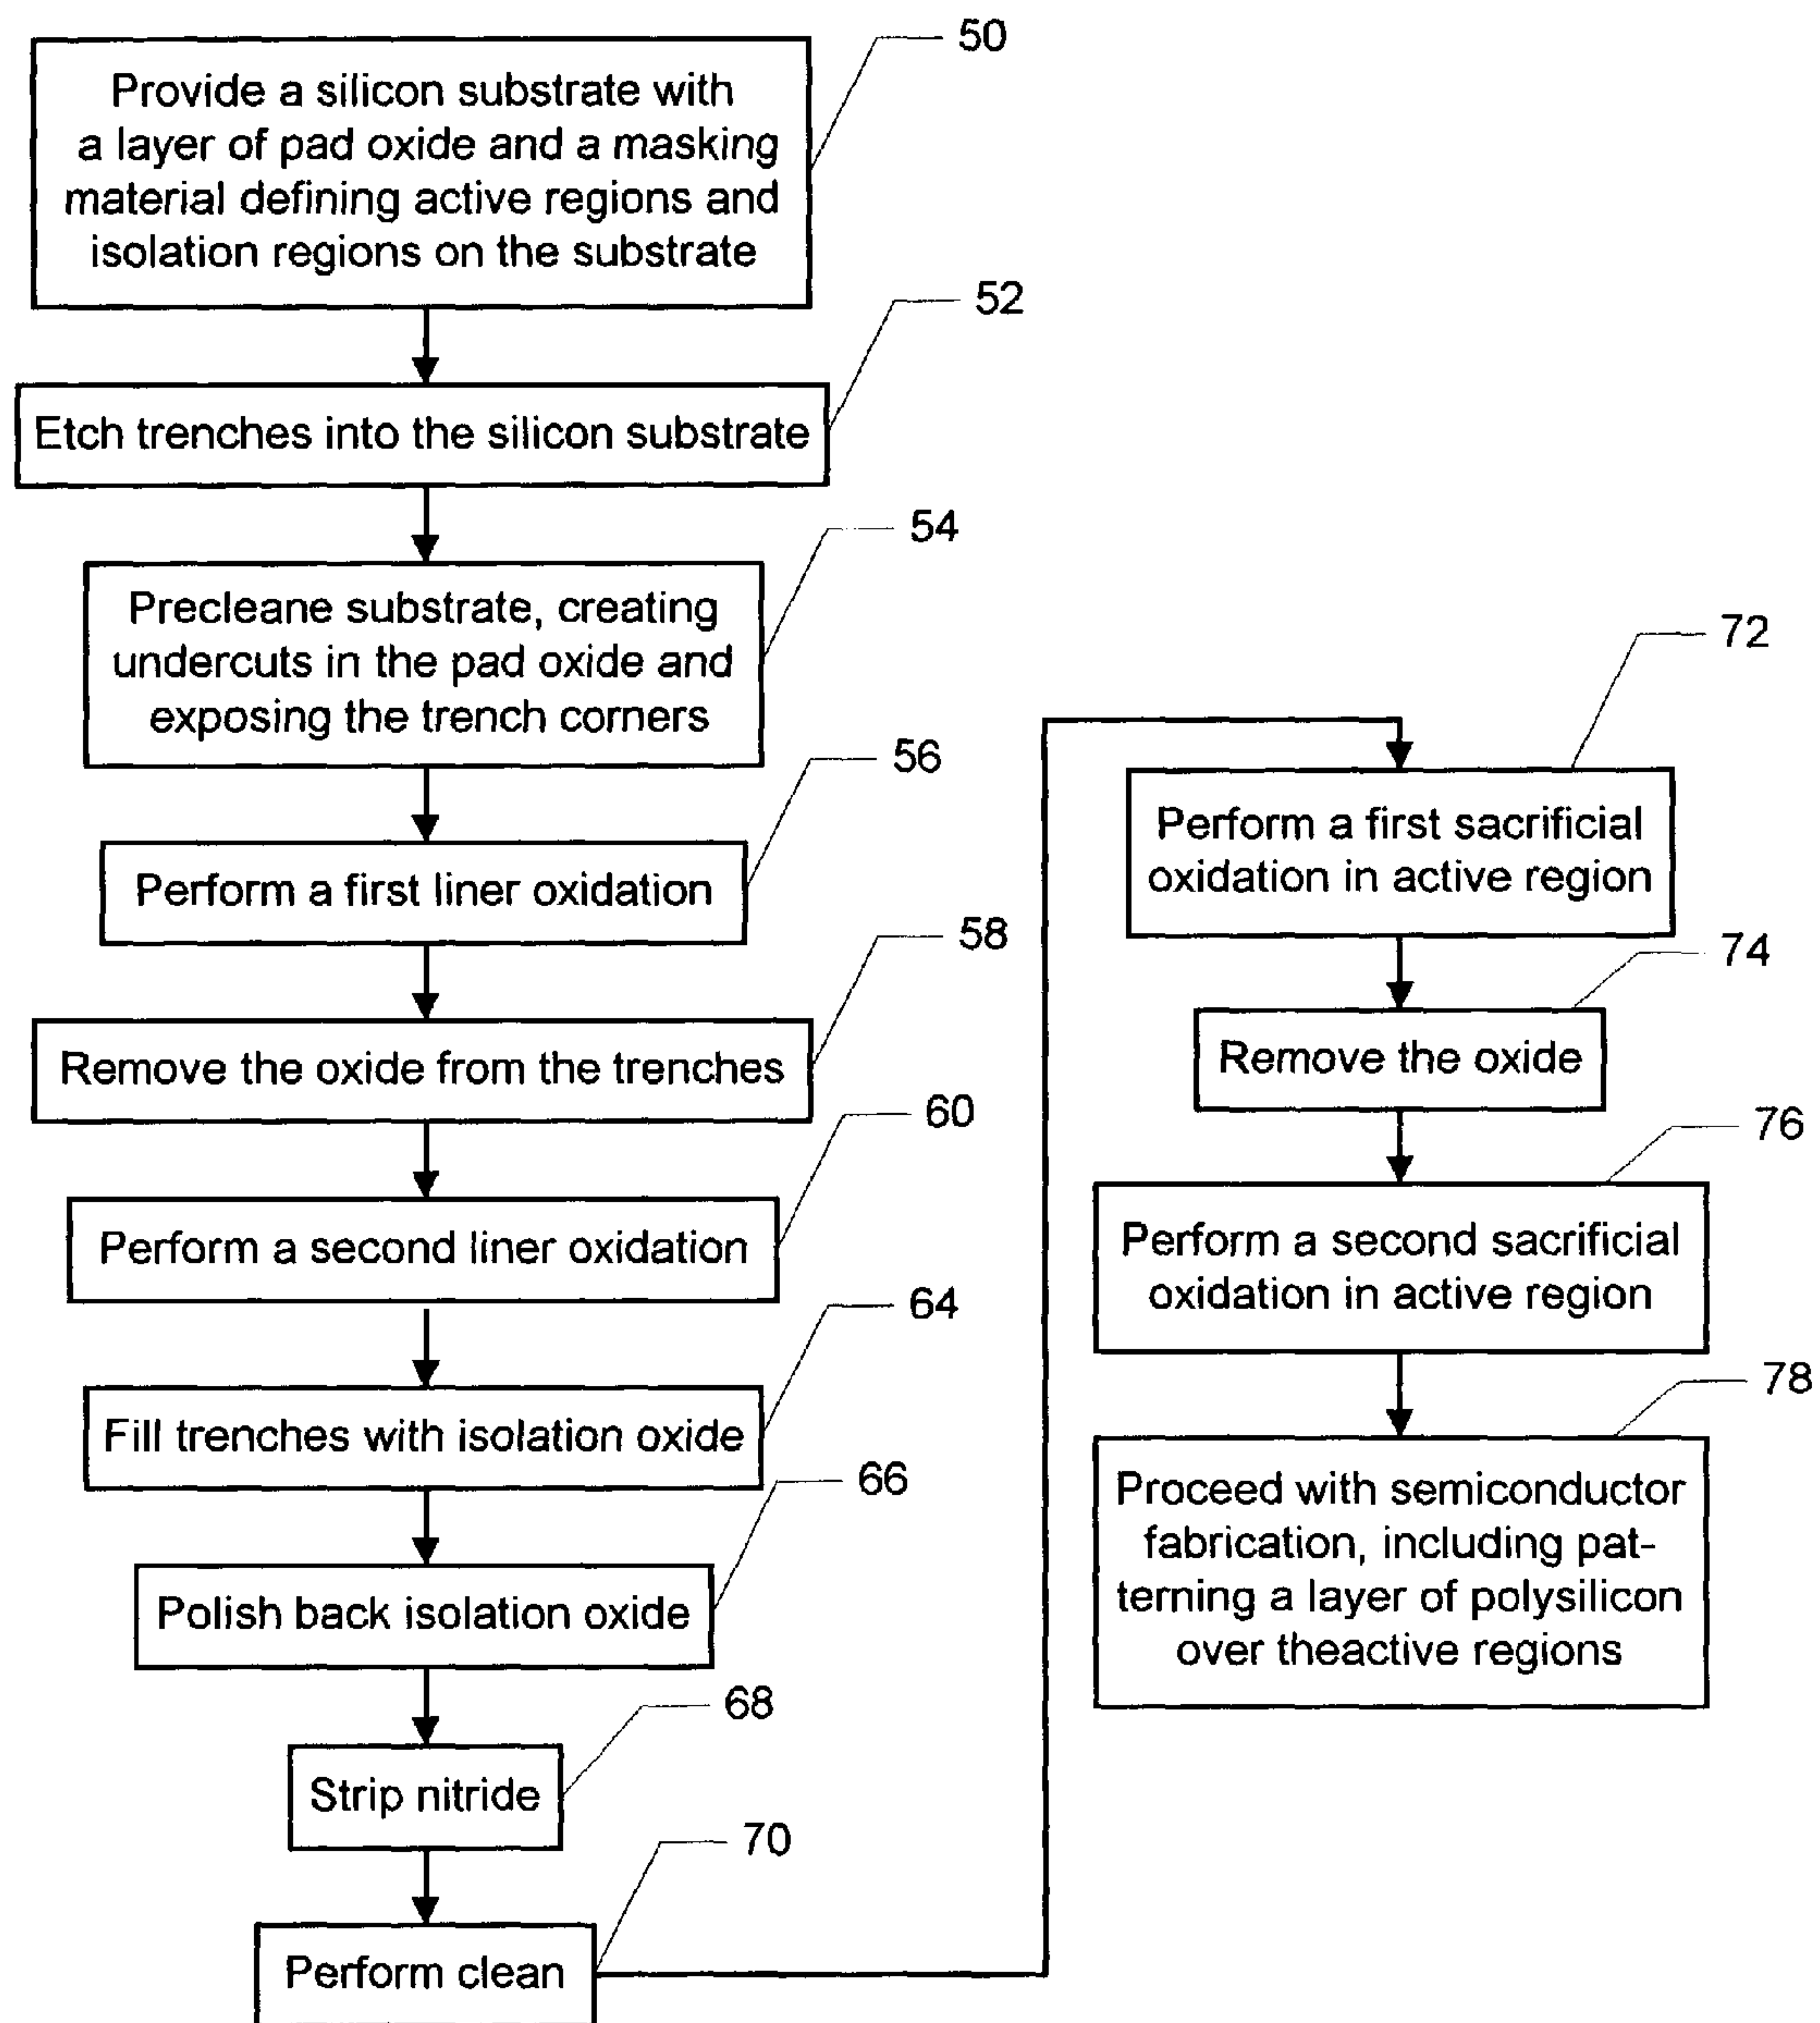 50
Provide a silicon substrate with
a layer of pad oxide and a masking
material defining active regions and
isolation regions on the substrate
52
Etch trenches into the silicon substrate
54
Precleane substrate, creating
undercuts in the pad oxide and
exposing the trench corners
56
Perform a first liner oxidation
58
Remove the oxide from the trenches
60
Perform a second liner oxidation
64
Fill trenches with isolation oxide
66
Polish back isolation oxide
68
Strip nitride
70
Perform clean
72
Perform a first sacrificial
oxidation in active region
74
Remove the oxide
76
Perform a second sacrificial
oxidation in active region
78
Proceed with semiconductor
fabrication, including pat-
terning a layer of polysilicon
over theactive regions